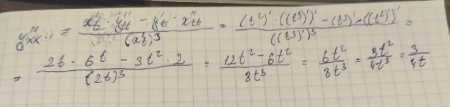 y''xx = (x't · y''tt - y't · x''tt) / (x't)³ = ((t²)' · ((t³)')' - (t³)' · ((t²)')') / ((t²)')³ =
= (2t · 6t - 3t² · 2) / (2t)³ = (12t² - 6t²) / 8t³ = 6t² / 8t³ = 3t² / 4t³ = 3 / 4t